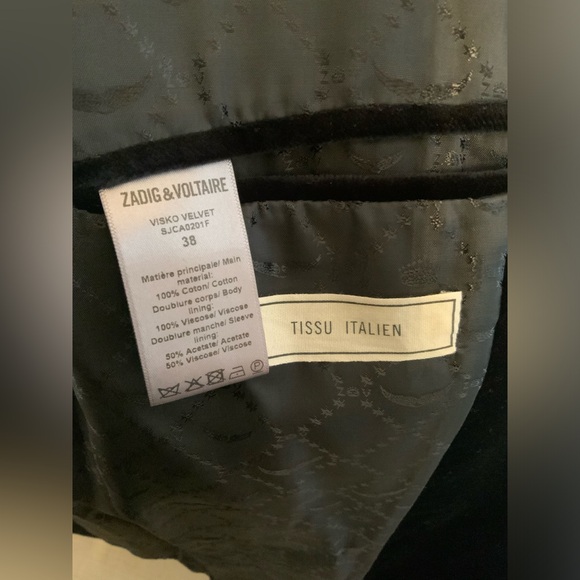 ZADIG&VOLTAIRE
VISKO VELVET
SJCA0201F
38
Matière principale/ Main
material:
100% Coton/ Cotton
Doublure corps/ Body
lining:
100% Viscose/ Viscose
Doublure manche/ Sleeve
lining:
50% Acetate/ Acetate
50% Viscose/ Viscose
P
TISSU ITALIEN